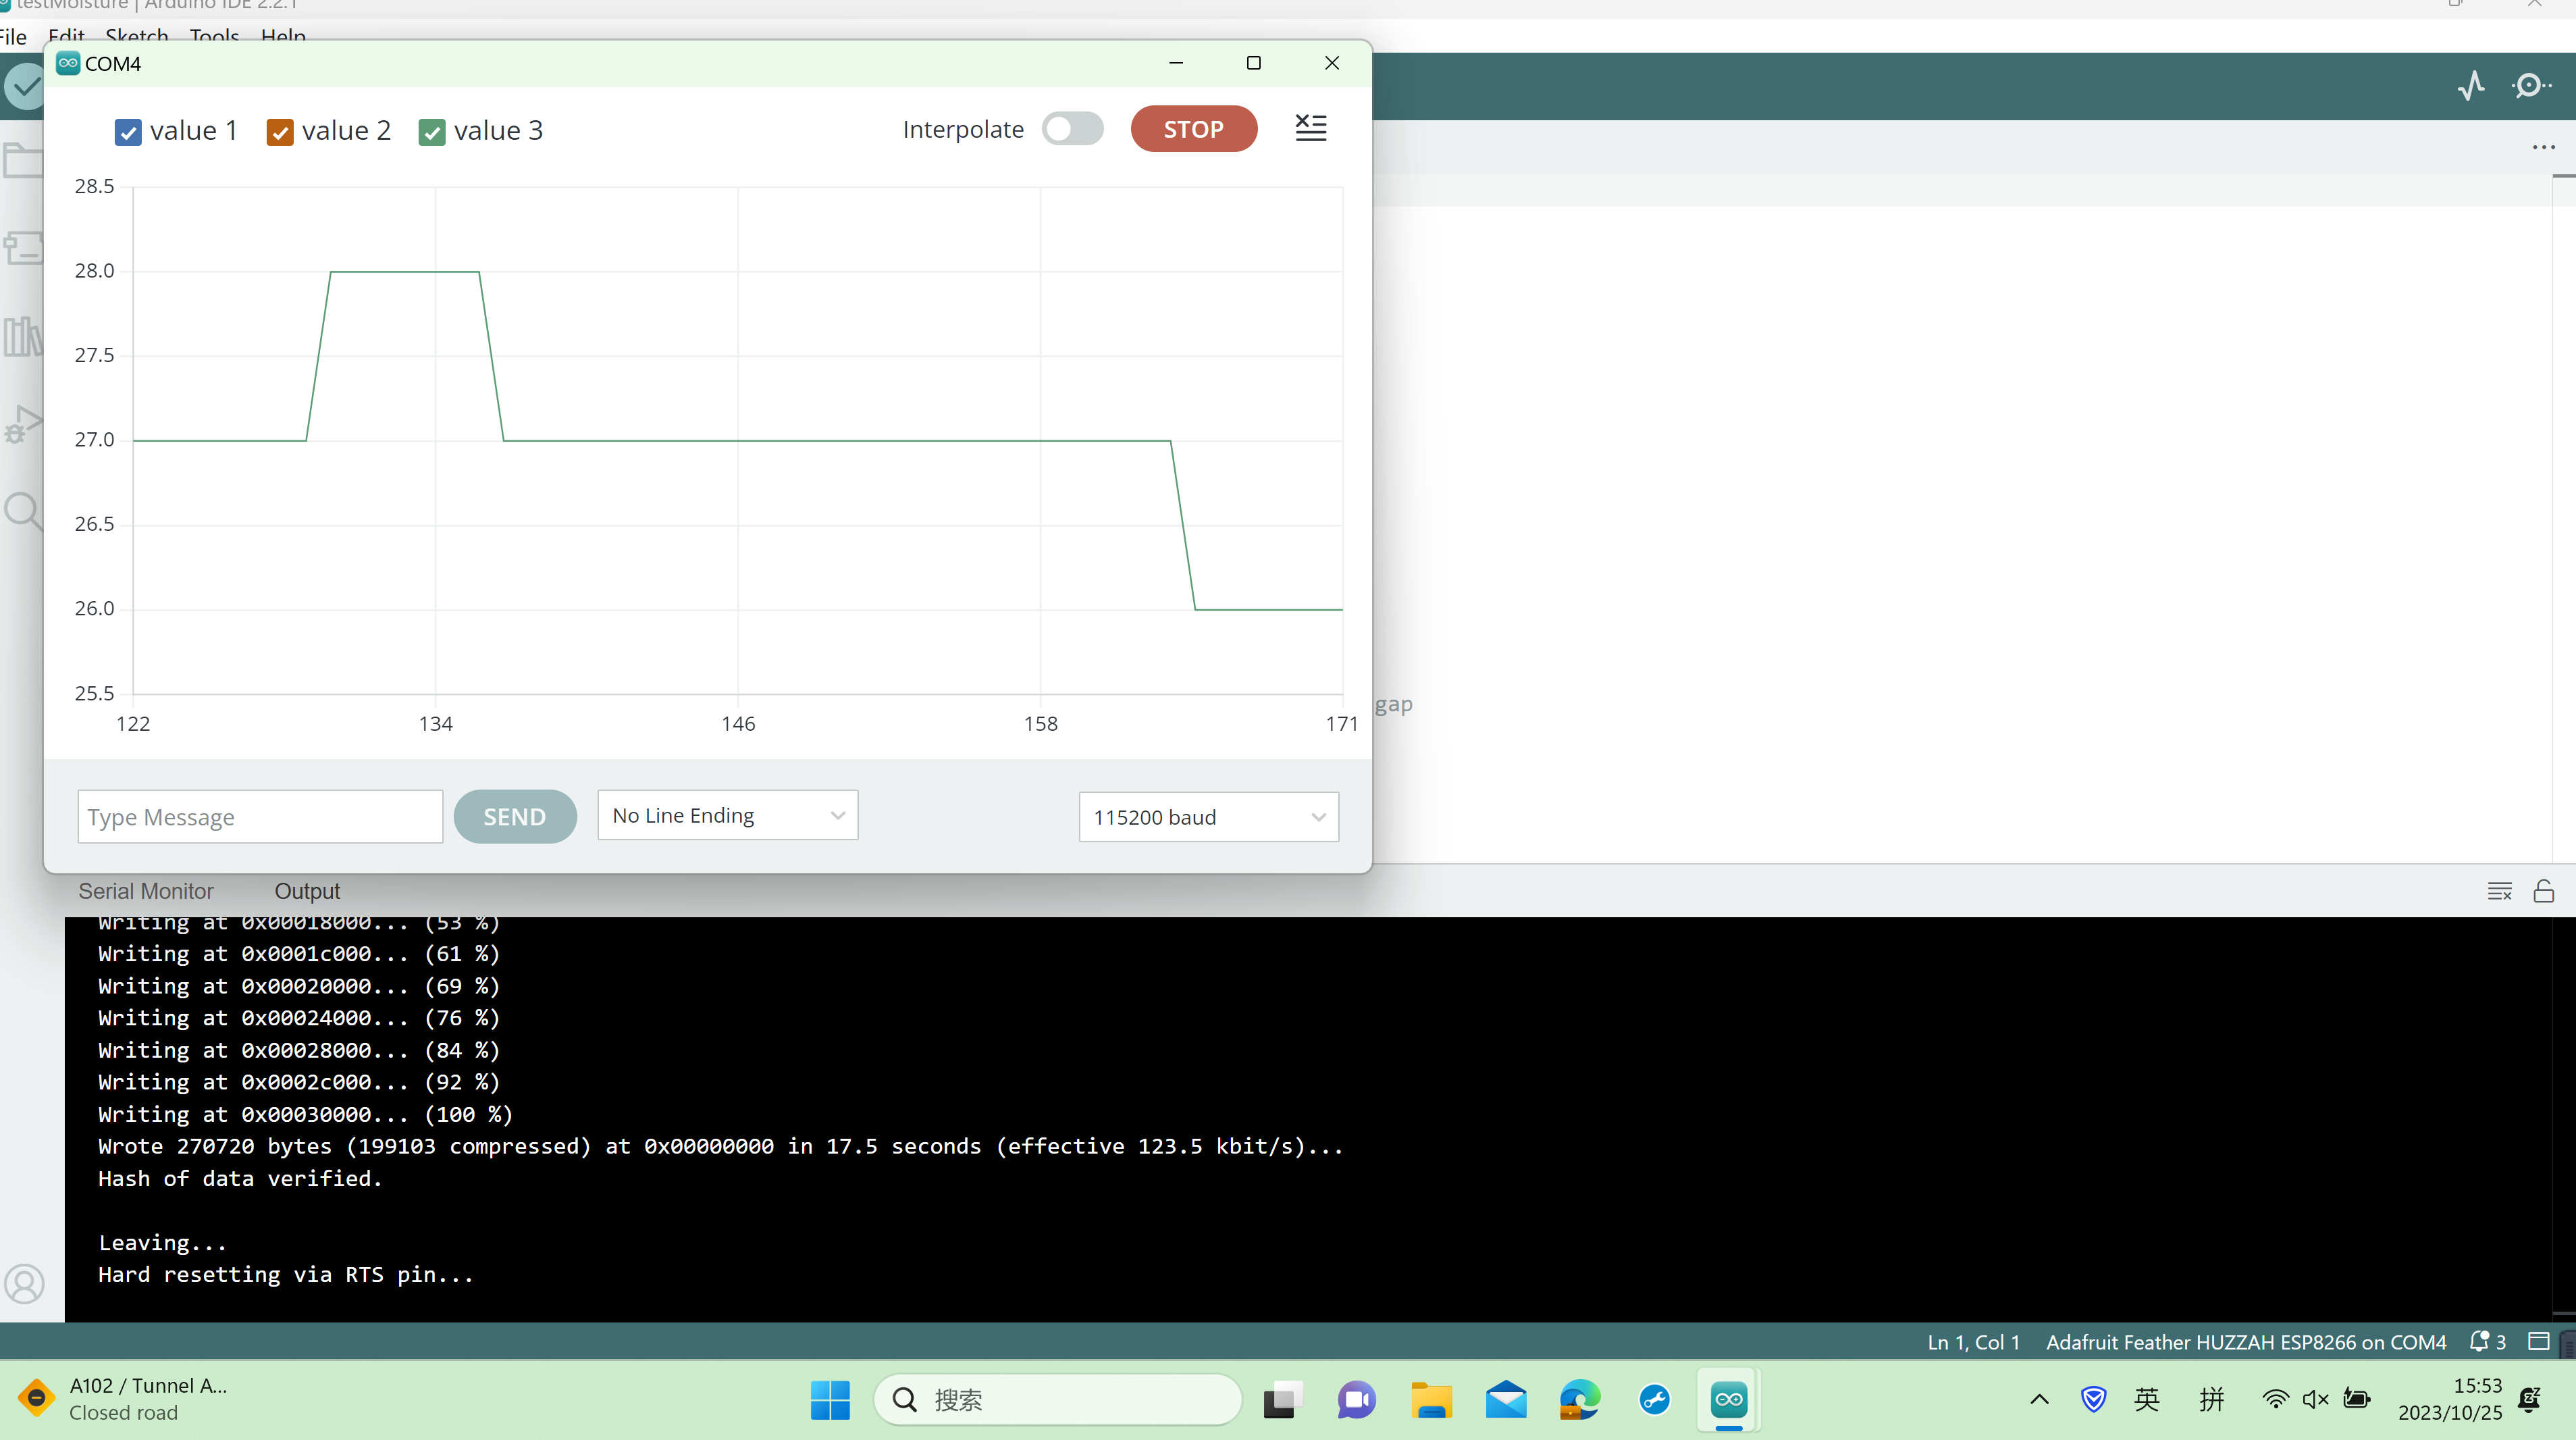 testMoisture | Arduino IDE 2.2.1
File Edit Sketch Tools Help
COM4
value 1 value 2 value 3
Interpolate STOP
28.5
28.0
27.5
27.0
26.5
26.0
25.5
122 134 146 158 171
gap
Type Message SEND No Line Ending 115200 baud
Serial Monitor Output
Writing at 0x00018000... (53 %)
Writing at 0x0001c000... (61 %)
Writing at 0x00020000... (69 %)
Writing at 0x00024000... (76 %)
Writing at 0x00028000... (84 %)
Writing at 0x0002c000... (92 %)
Writing at 0x00030000... (100 %)
Wrote 270720 bytes (199103 compressed) at 0x00000000 in 17.5 seconds (effective 123.5 kbit/s)...
Hash of data verified.
Leaving...
Hard resetting via RTS pin...
Ln 1, Col 1 Adafruit Feather HUZZAH ESP8266 on COM4 3
A102 / Tunnel A...
Closed road
搜索
英 拼
15:53
2023/10/25